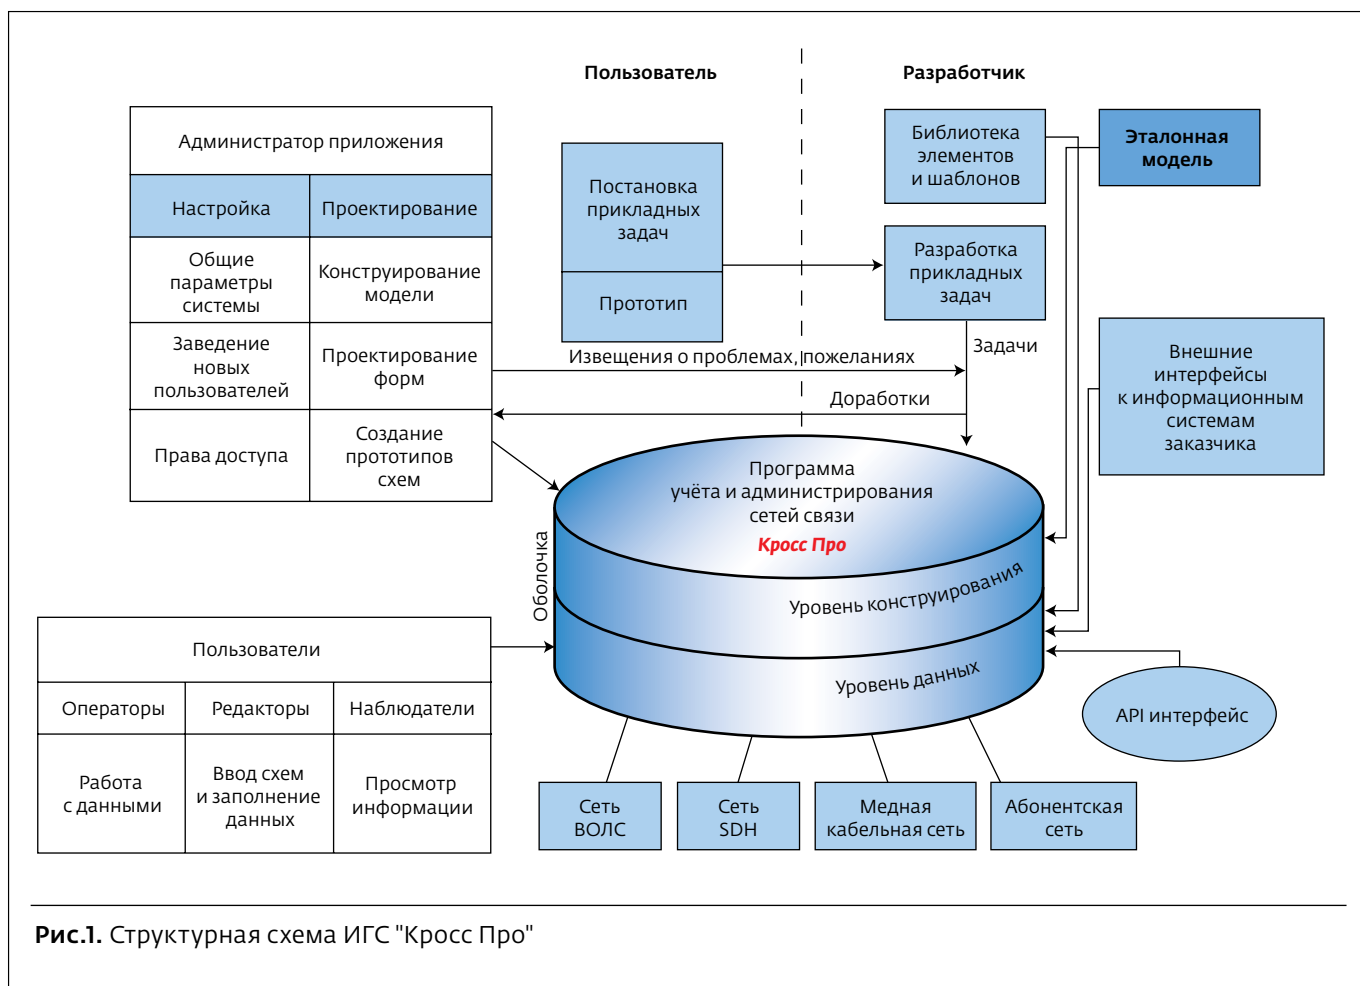 Пользователь
Разработчик
Администратор приложения
Настройка
Проектирование
Общие
параметры
системы
Конструирование
модели
Заведение
новых
пользователей
Проектирование
форм
Права доступа
Создание
прототипов
схем
Постановка
прикладных
задач
Прототип
Библиотека
элементов
и шаблонов
Эталонная
модель
Разработка
прикладных
задач
Задачи
Извещения о проблемах, пожеланиях
Доработки
Внешние
интерфейсы
к информационным
системам
заказчика
Программа
учёта и администрирования
сетей связи
Кросс Про
Оболочка
Уровень конструирования
Уровень данных
Пользователи
Операторы
Редакторы
Наблюдатели
Работа
с данными
Ввод схем
и заполнение
данных
Просмотр
информации
API интерфейс
Сеть
ВОЛС
Сеть
SDH
Медная
кабельная сеть
Абонентская
сеть
Рис.1. Структурная схема ИГС "Кросс Про"